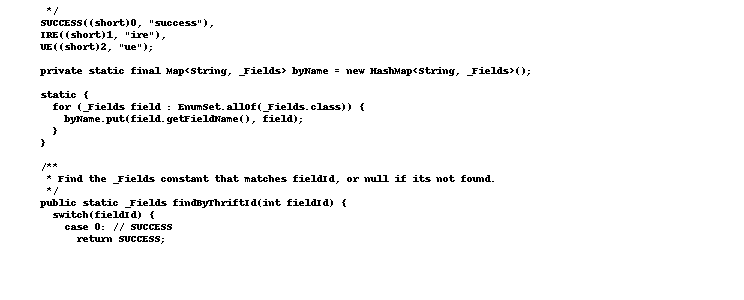 */
SUCCESS((short)0, "success"),
IRE((short)1, "ire"),
UE((short)2, "ue");
private static final Map<String, _Fields> byName = new HashMap<String, _Fields>();
static {
for (_Fields field : EnumSet.allOf(_Fields.class)) {
byName.put(field.getFieldName(), field);
}
}
/**
* Find the _Fields constant that matches fieldId, or null if its not found.
*/
public static _Fields findByThriftId(int fieldId) {
switch(fieldId) {
case 0: // SUCCESS
return SUCCESS;